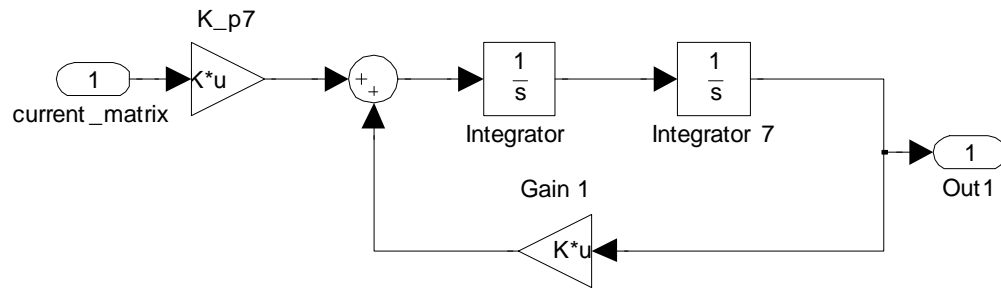 K_p7
1
K*u
+
+
1
s
1
s
current_matrix
Integrator
Integrator 7
1
Out1
Gain 1
K*u